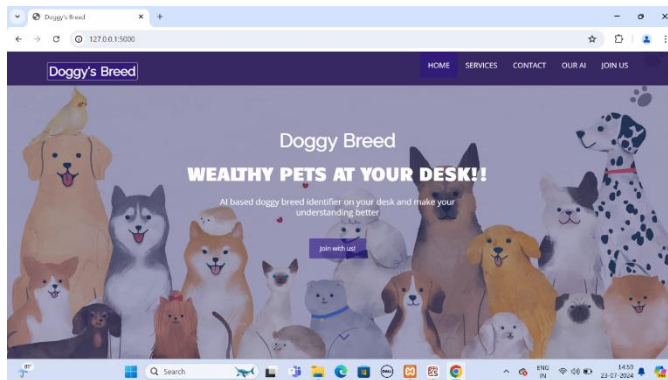 Doggy's Breed
127.0.0.1:5000
Doggy's Breed
HOME SERVICES CONTACT OUR AI JOIN US
Doggy Breed
WEALTHY PETS AT YOUR DESK!!
AI based doggy breed identifier on your desk and make your
understanding better
Join with us!
81°
Search
ENG
IN
14:53
23-07-2024